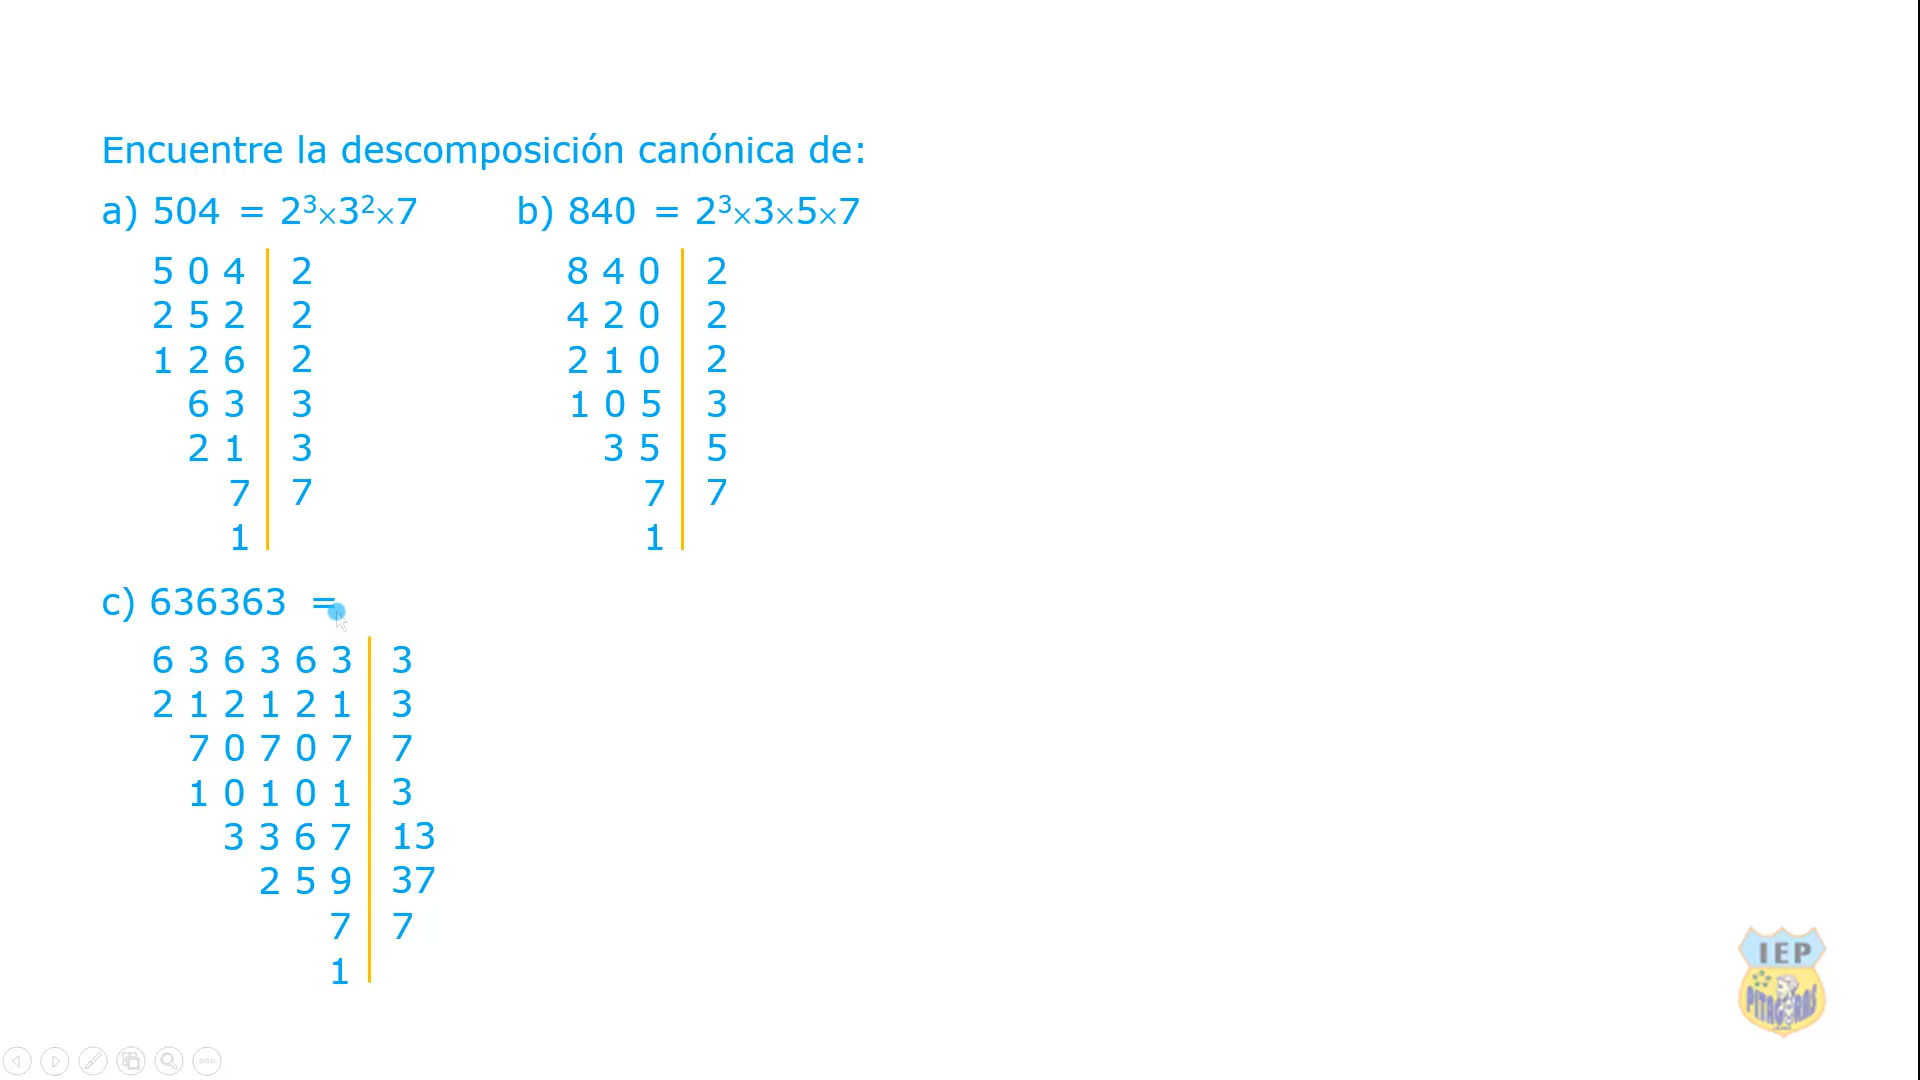 Encuentre la descomposición canónica de:
a) 504 = 2³×3²×7
5 0 4 | 2
2 5 2 | 2
1 2 6 | 2
6 3 | 3
2 1 | 3
7 | 7
1 |
b) 840 = 2³×3×5×7
8 4 0 | 2
4 2 0 | 2
2 1 0 | 2
1 0 5 | 3
3 5 | 5
7 | 7
1 |
c) 636363 =
6 3 6 3 6 3 | 3
2 1 2 1 2 1 | 3
7 0 7 0 7 | 7
1 0 1 0 1 | 3
3 3 6 7 | 13
2 5 9 | 37
7 | 7
1 |
IEP
PITAGORAS